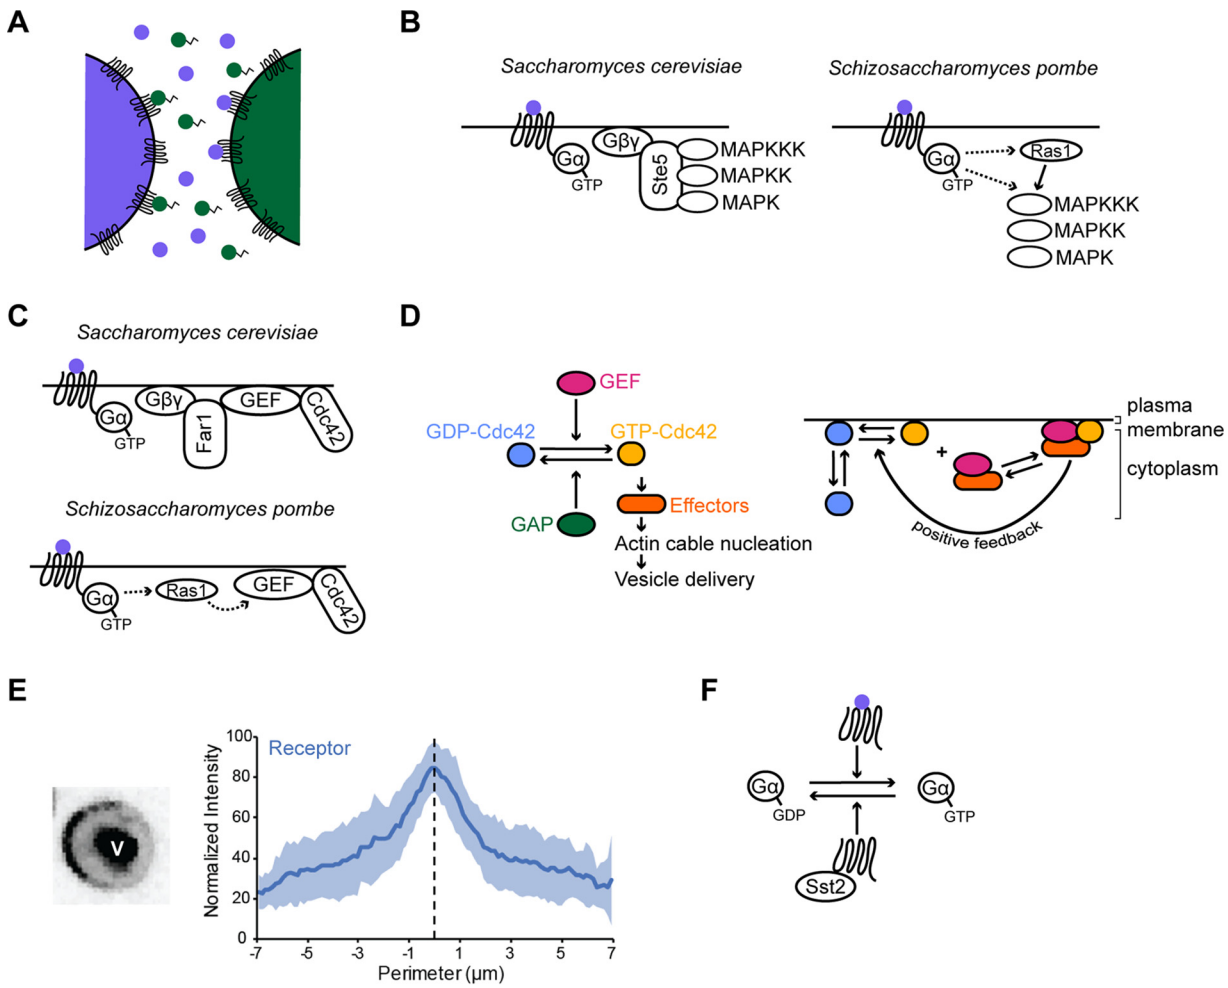 A
B
Saccharomyces cerevisiae
Schizosaccharomyces pombe
Gα
GTP
Gβγ
Ste5
MAPKKK
MAPKK
MAPK
Gα
GTP
Ras1
MAPKKK
MAPKK
MAPK
C
Saccharomyces cerevisiae
Gα
GTP
Gβγ
Far1
GEF
Cdc42
Schizosaccharomyces pombe
Gα
GTP
Ras1
GEF
Cdc42
D
GEF
GDP-Cdc42
GTP-Cdc42
GAP
Effectors
Actin cable nucleation
Vesicle delivery
+
positive feedback
plasma
membrane
cytoplasm
E
V
Receptor
Normalized Intensity
100
80
60
40
20
0
-7 -5 -3 -1 1 3 5 7
Perimeter (μm)
F
Gα
GDP
Gα
GTP
Sst2